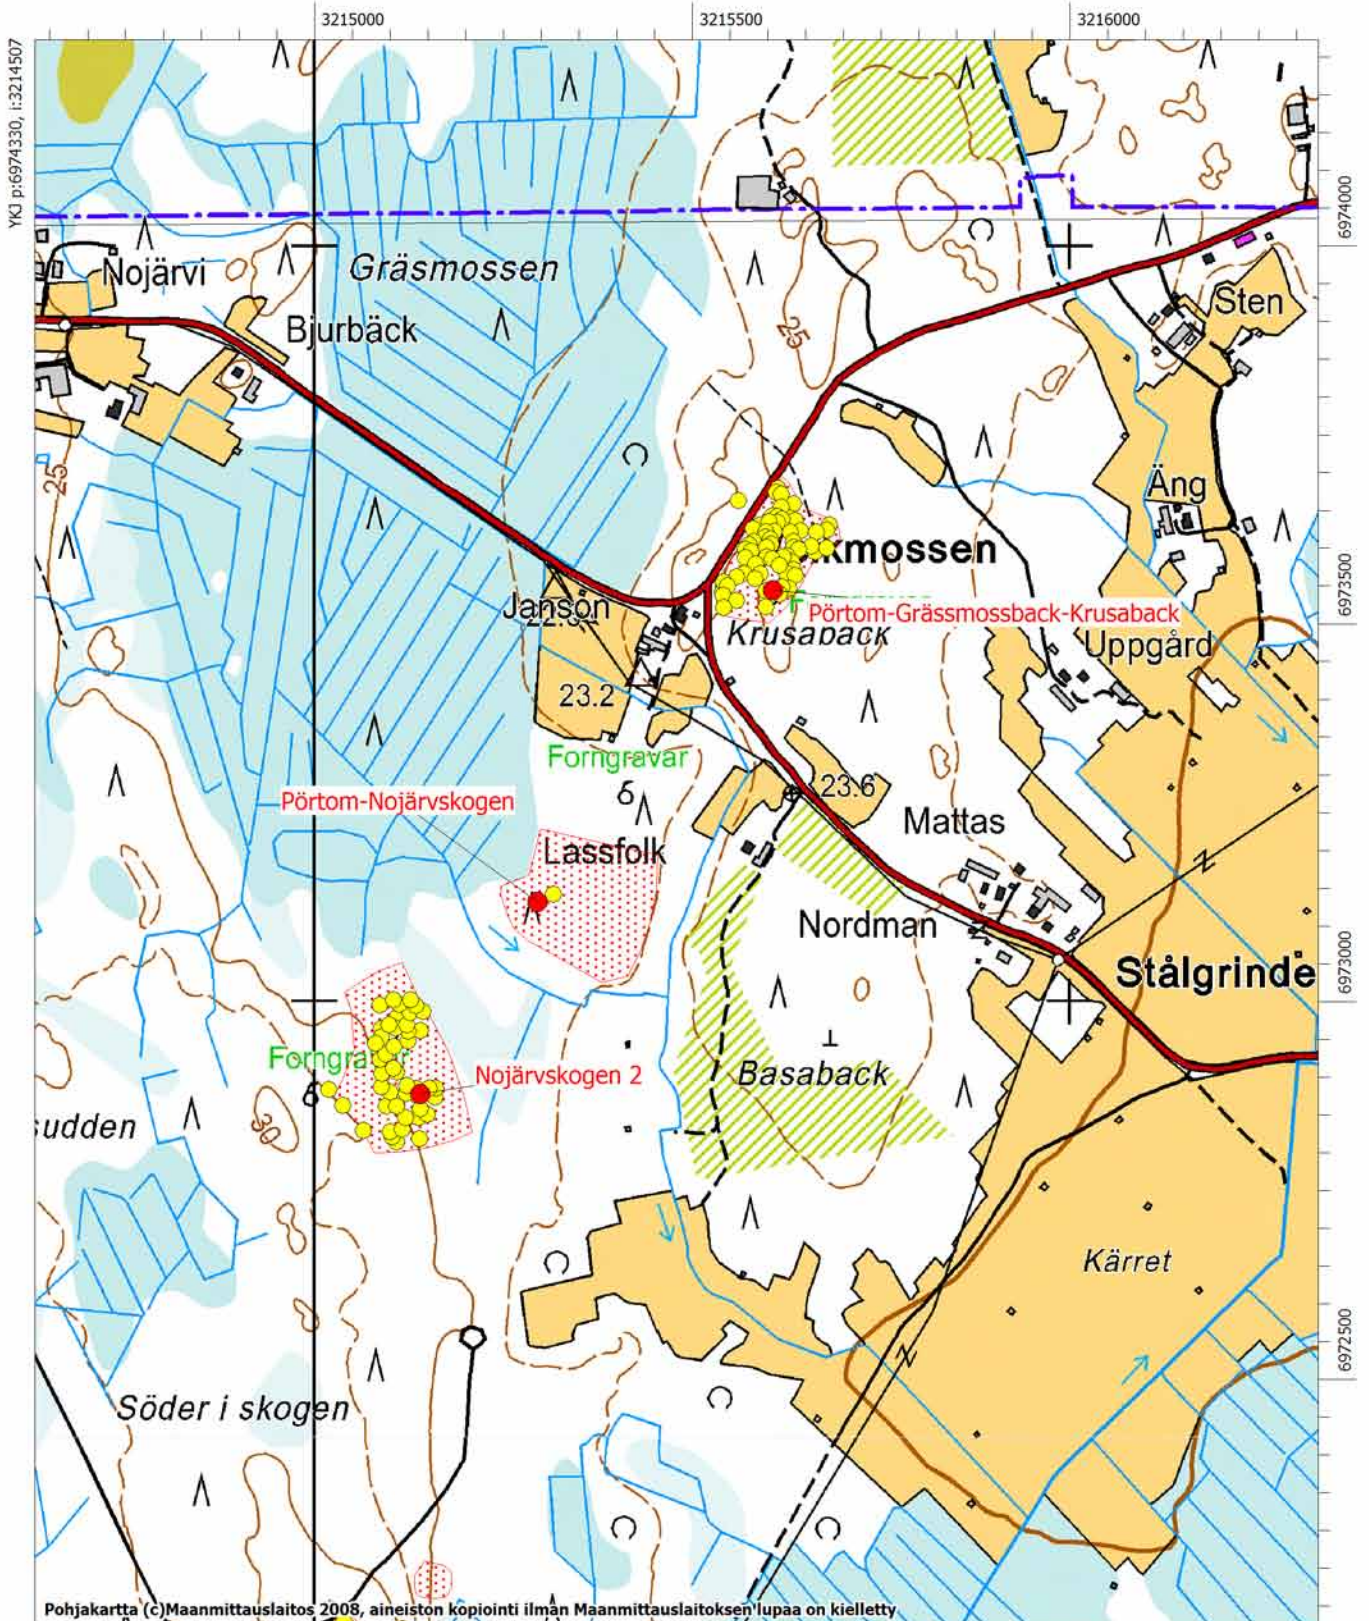 3215000
3215500
3216000
YKJ p:6974330, i:3214507
6974000
Nojärvi
Gräsmossen
Bjurbäck
Sten
25
25
Äng
6973500
kmossen
Janson
Pörtom-Grässmossback-Krusaback
Krusaback
Uppgård
23.2
Forngravar
23.6
Pörtom-Nojärvskogen
Mattas
Lassfolk
Nordman
Stålgrinde
6973000
Nojärvskogen 2
Basaback
30
sudden
Kärret
6972500
Söder i skogen
Pohjakartta (c)Maanmittauslaitos 2008, aineiston kopiointi ilman Maanmittauslaitoksen lupaa on kielletty